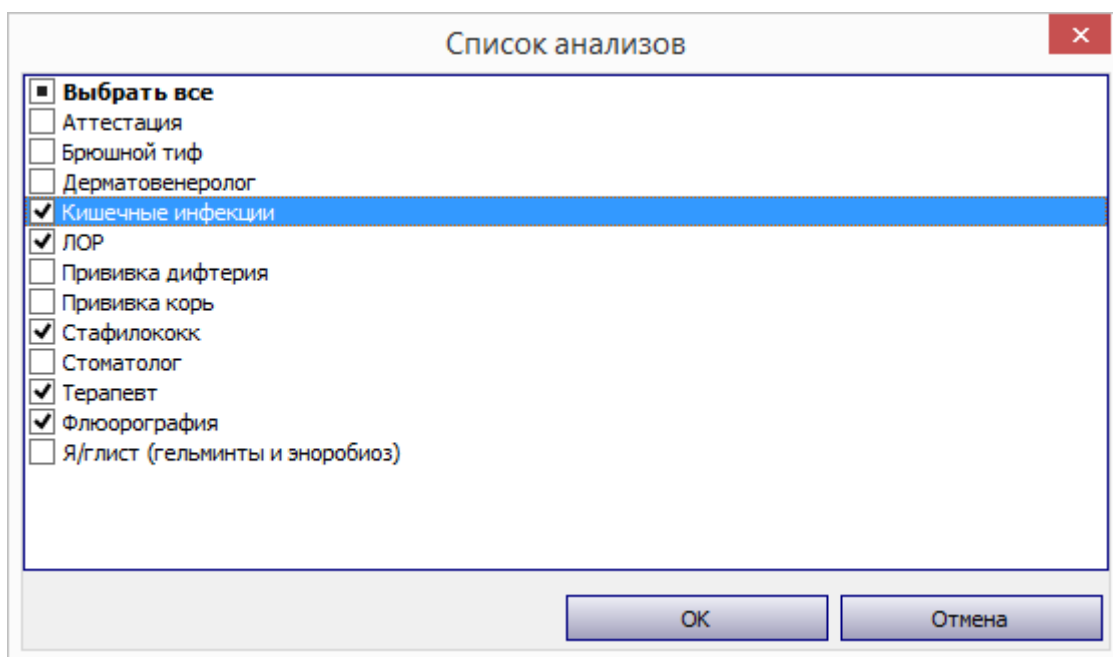 Список анализов
Выбрать все
Аттестация
Брюшной тиф
Дерматовенеролог
Кишечные инфекции
ЛОР
Прививка дифтерия
Прививка корь
Стафилококк
Стоматолог
Терапевт
Флюорография
Я/глист (гельминты и эноробиоз)
ОК
Отмена